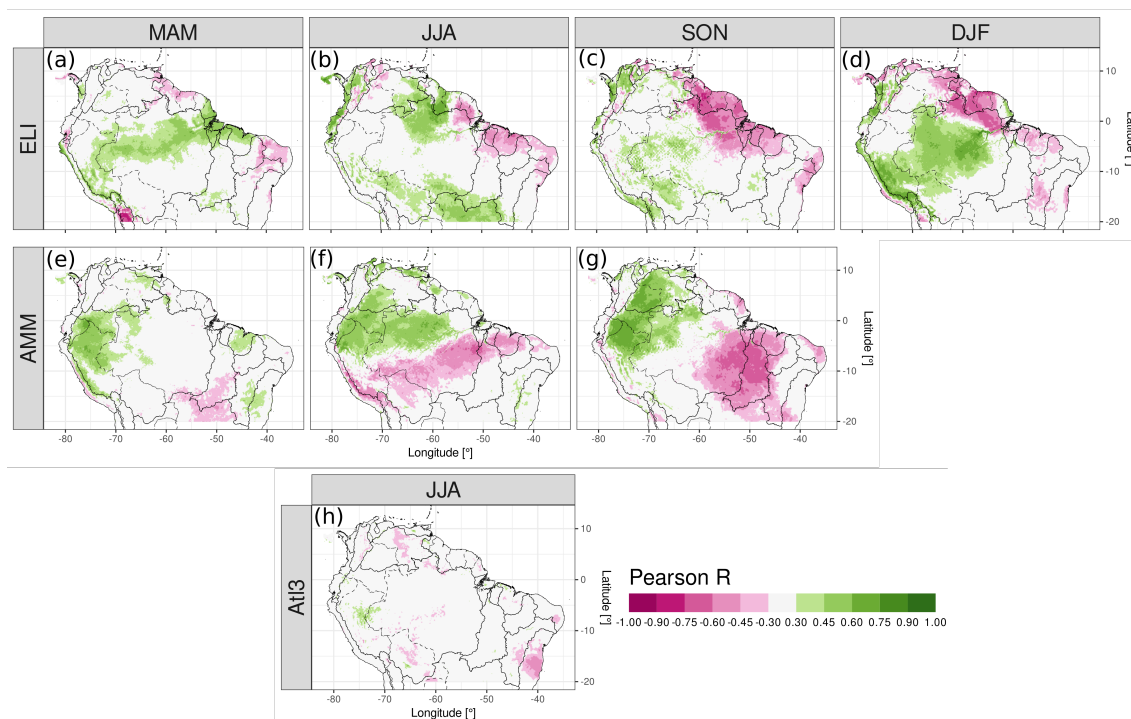 MAM JJA SON DJF
ELI (a) (b) (c) (d)
10
0
-10
-20
Latitude [°]
AMM (e) (f) (g)
10
0
-10
-20
Latitude [°]
-80 -70 -60 -50 -40 -80 -70 -60 -50 -40 -80 -70 -60 -50 -40
Longitude [°]
JJA
Atl3 (h)
10
0
-10
-20
Latitude [°]
-80 -70 -60 -50 -40
Longitude [°]
Pearson R
-1.00 -0.90 -0.75 -0.60 -0.45 -0.30 0.30 0.45 0.60 0.75 0.90 1.00